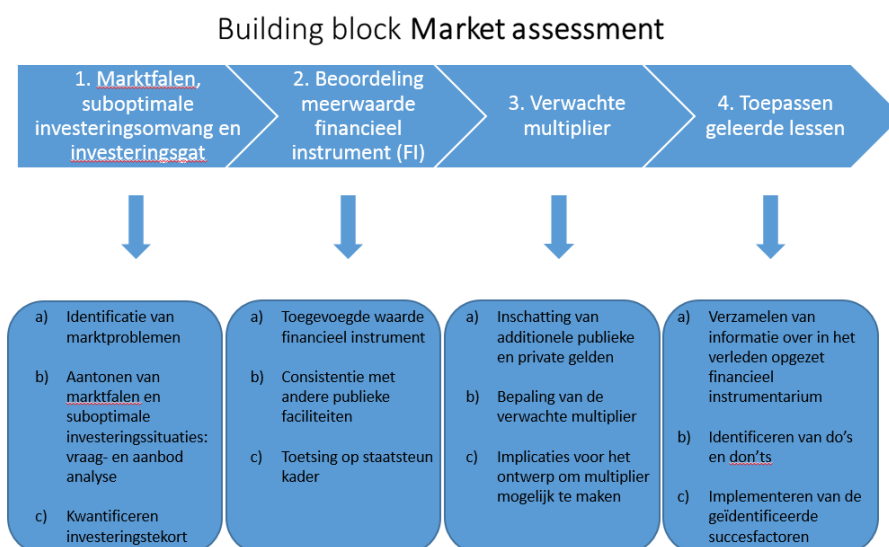 Building block Market assessment
1. Marktfalen,
suboptimale
investeringsomvang en
investeringsgat
2. Beoordeling
meerwaarde
financieel
instrument (FI)
3. Verwachte
multiplier
4. Toepassen
geleerde lessen
a) Identificatie van
marktproblemen
b) Aantonen van
marktfalen en
suboptimale
investeringssituaties:
vraag- en aanbod
analyse
c) Kwantificeren
investeringstekort
a) Toegevoegde waarde
financieel instrument
b) Consistentie met
andere publieke
faciliteiten
c) Toetsing op staatsteun
kader
a) Inschatting van
additionele publieke
en private gelden
b) Bepaling van de
verwachte multiplier
c) Implicaties voor het
ontwerp om multiplier
mogelijk te maken
a) Verzamelen van
informatie over in het
verleden opgezet
financieel
instrumentarium
b) Identificeren van do's
en don'ts
c) Implementeren van de
geïdentificeerde
succesfactoren